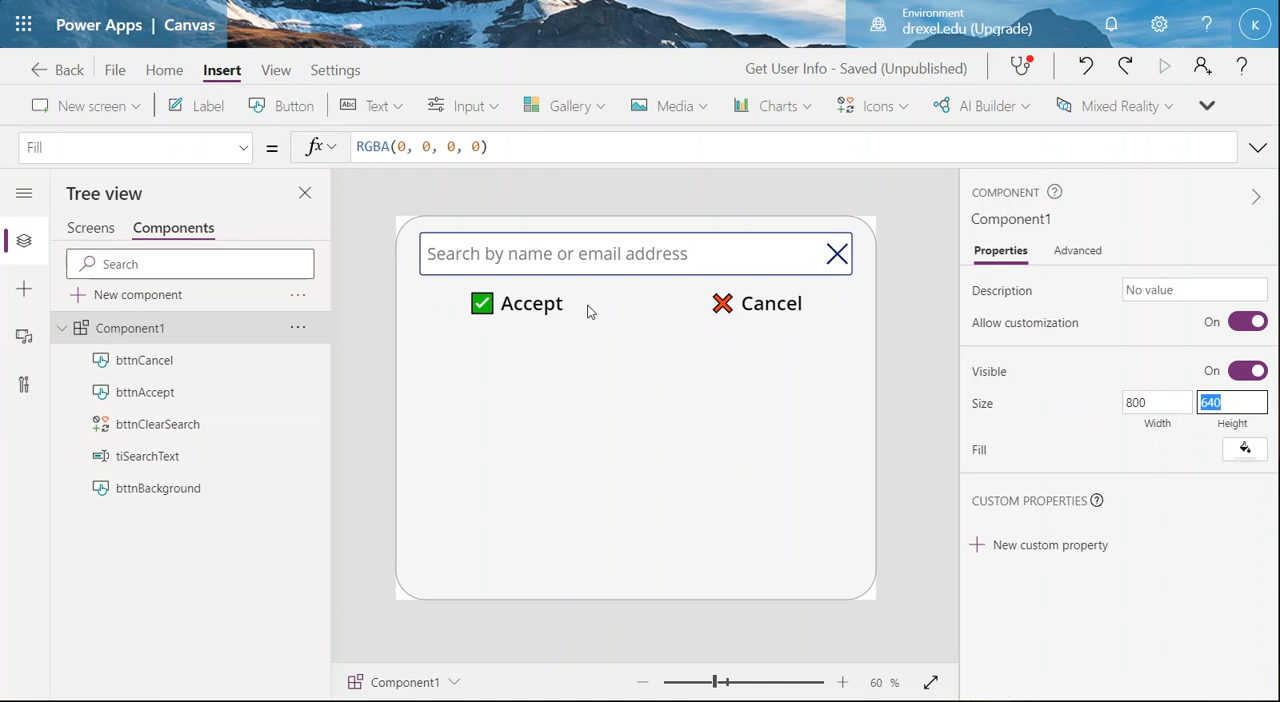 Power Apps | Canvas
Environment
drexel.edu (Upgrade)
?
K
Back
File
Home
Insert
View
Settings
Get User Info - Saved (Unpublished)
?
New screen
Label
Button
Abc
Text
Input
Gallery
Media
Charts
Icons
AI Builder
Mixed Reality
Fill
=
fx
RGBA(0, 0, 0, 0)
Tree view
Screens
Components
Search
New component
...
Component1
...
bttnCancel
bttnAccept
bttnClearSearch
tiSearchText
bttnBackground
Search by name or email address
Accept
Cancel
Component1
60 %
COMPONENT ?
Component1
Properties
Advanced
Description
No value
Allow customization
On
Visible
On
Size
800
640
Width
Height
Fill
CUSTOM PROPERTIES ?
New custom property